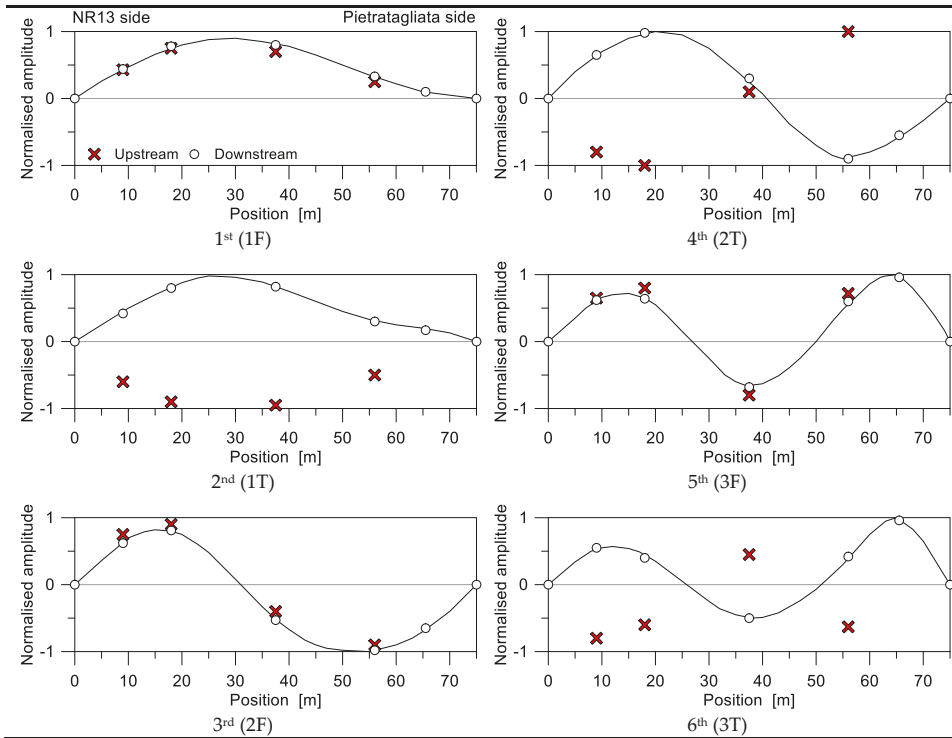 NR13 side Pietratagliata side
Normalised amplitude
1
0
-1
Upstream Downstream
0 10 20 30 40 50 60 70
Position [m]
1st (1F)
Normalised amplitude
1
0
-1
0 10 20 30 40 50 60 70
Position [m]
4th (2T)
Normalised amplitude
1
0
-1
0 10 20 30 40 50 60 70
Position [m]
2nd (1T)
Normalised amplitude
1
0
-1
0 10 20 30 40 50 60 70
Position [m]
5th (3F)
Normalised amplitude
1
0
-1
0 10 20 30 40 50 60 70
Position [m]
3rd (2F)
Normalised amplitude
1
0
-1
0 10 20 30 40 50 60 70
Position [m]
6th (3T)